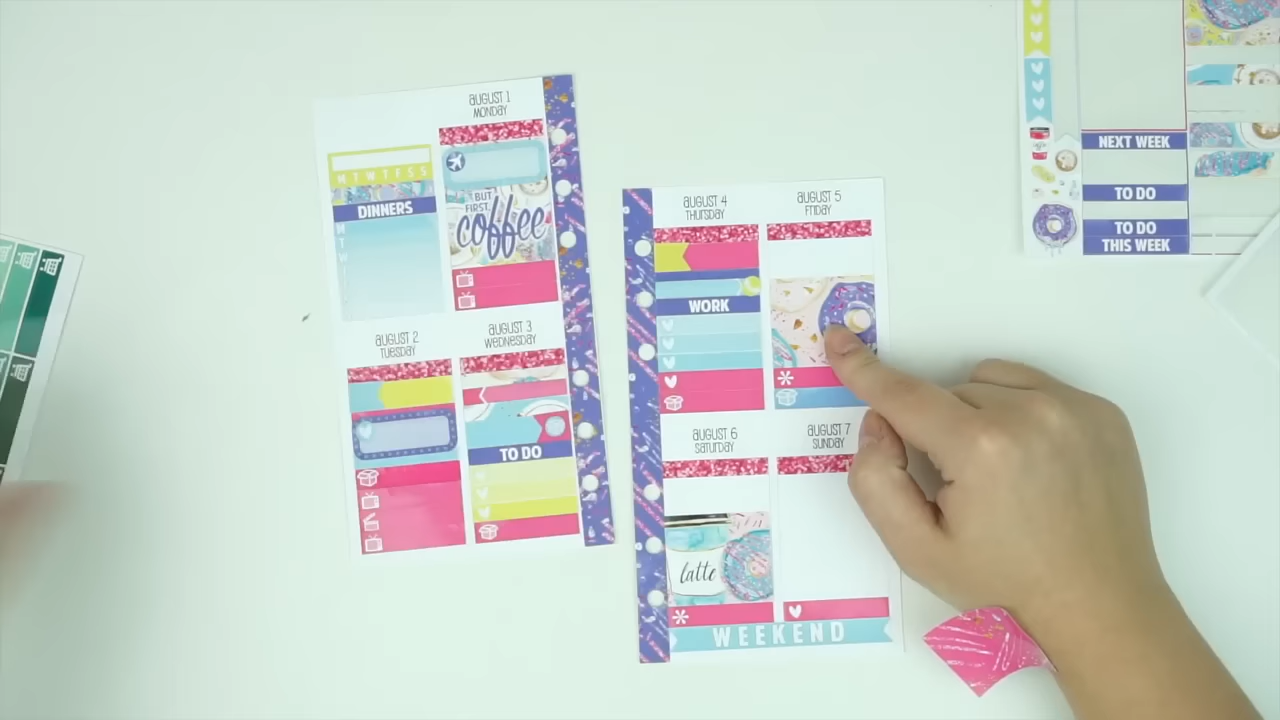 AUGUST 1
MONDAY
M T W T F S S
DINNERS
M
T
W
T
BUT
FIRST,
coffee
AUGUST 2
TUESDAY
AUGUST 3
WEDNESDAY
TO DO
AUGUST 4
THURSDAY
AUGUST 5
FRIDAY
WORK
AUGUST 6
SATURDAY
AUGUST 7
SUNDAY
latte
WEEKEND
NEXT WEEK
TO DO
TO DO
THIS WEEK